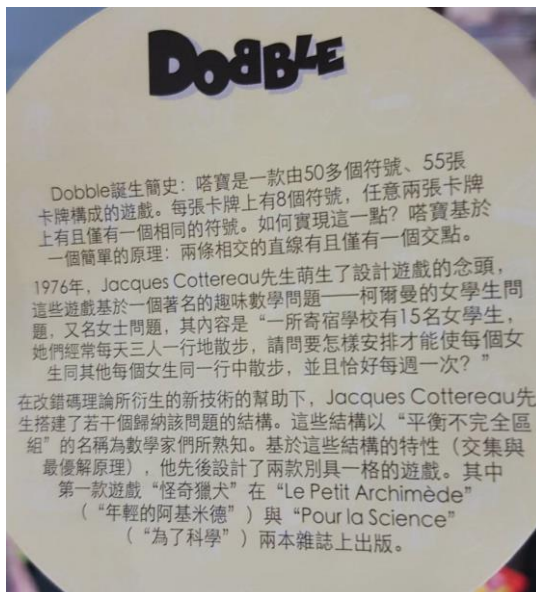 DOBBLE
Dobble誕生簡史：嗒寶是一款由50多個符號、55張
卡牌構成的遊戲。每張卡牌上有8個符號，任意兩張卡牌
上有且僅有一個相同的符號。如何實現這一點？嗒寶基於
一個簡單的原理：兩條相交的直線有且僅有一個交點。
1976年，Jacques Cottereau先生萌生了設計遊戲的念頭，
這些遊戲基於一個著名的趣味數學問題——柯爾曼的女學生問
題，又名女士問題，其內容是“一所寄宿學校有15名女學生，
她們經常每天三人一行地散步，請問要怎樣安排才能使每個女
生同其他每個女生同一行中散步，並且恰好每週一次？”
在改錯碼理論所衍生的新技術的幫助下，Jacques Cottereau先
生搭建了若干個歸納該問題的結構。這些結構以“平衡不完全區
組”的名稱為數學家們所熟知。基於這些結構的特性（交集與
最優解原理），他先後設計了兩款別具一格的遊戲。其中
第一款遊戲“怪奇獵犬”在“Le Petit Archimède”
（“年輕的阿基米德”）與“Pour la Science”
（“為了科學”）兩本雜誌上出版。